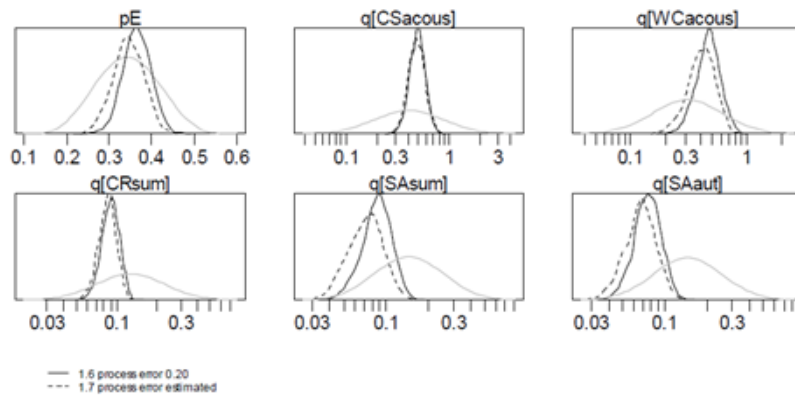 pE q[CSacous] q[WCacous]
0.1 0.2 0.3 0.4 0.5 0.6 0.1 0.3 1 3 0.1 0.3 1
q[CRsum] q[SAsum] q[SAaut]
0.03 0.1 0.3 0.03 0.1 0.3 0.03 0.1 0.3
1.6 process error 0.20
1.7 process error estimated